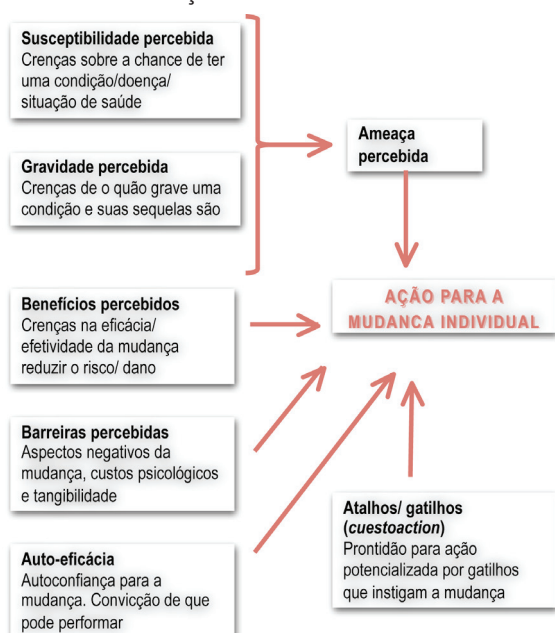 Susceptibilidade percebida
Crenças sobre a chance de ter
uma condição/doença/
situação de saúde
Gravidade percebida
Crenças de o quão grave uma
condição e suas sequelas são
Ameaça
percebida
AÇÃO PARA A
MUDANCA INDIVIDUAL
Benefícios percebidos
Crenças na eficácia/
efetividade da mudança
reduzir o risco/ dano
Barreiras percebidas
Aspectos negativos da
mudança, custos psicológicos
e tangibilidade
Auto-eficácia
Autoconfiança para a
mudança. Convicção de que
pode performar
Atalhos/ gatilhos
(cuestoaction)
Prontidão para ação
potencializada por gatilhos
que instigam a mudança